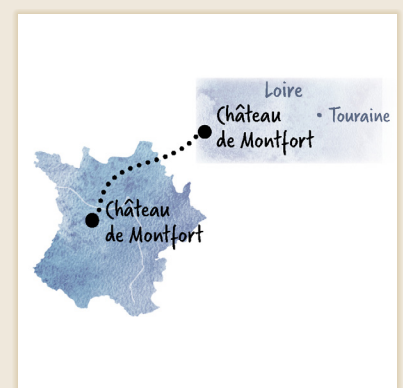 Loire
Château
de Montfort
• Touraine
Château
de Montfort